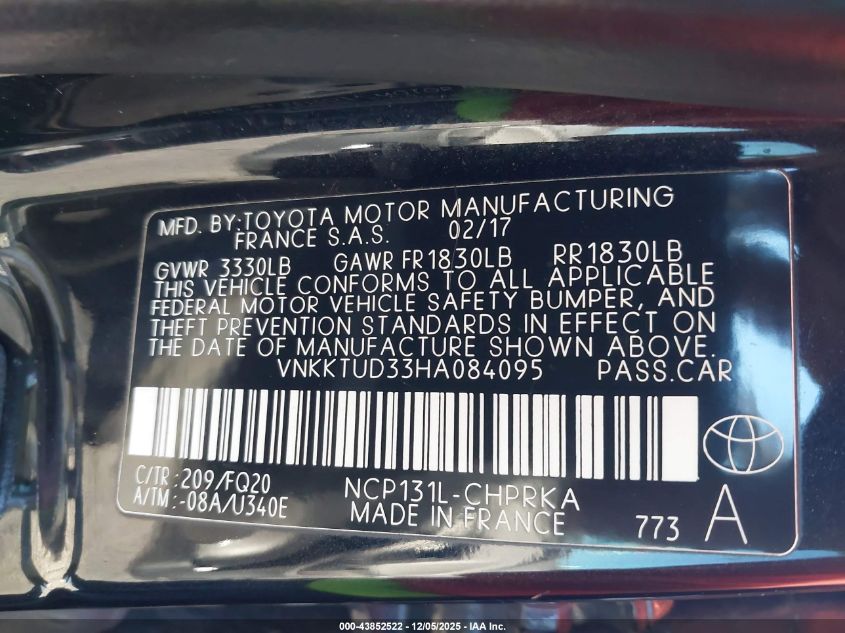 MFD. BY:TOYOTA MOTOR MANUFACTURING
FRANCE S.A.S. 02/17
GVWR 3330LB GAWR FR1830LB RR1830LB
THIS VEHICLE CONFORMS TO ALL APPLICABLE
FEDERAL MOTOR VEHICLE SAFETY BUMPER, AND
THEFT PREVENTION STANDARDS IN EFFECT ON
THE DATE OF MANUFACTURE SHOWN ABOVE.
VNKKTUD33HA084095 PASS.CAR
C/TR:209/FQ20 NCP131L-CHPRKA
A/TM:-08A/U340E MADE IN FRANCE 773 A
000-43852522 - 12/05/2025 - IAA Inc.